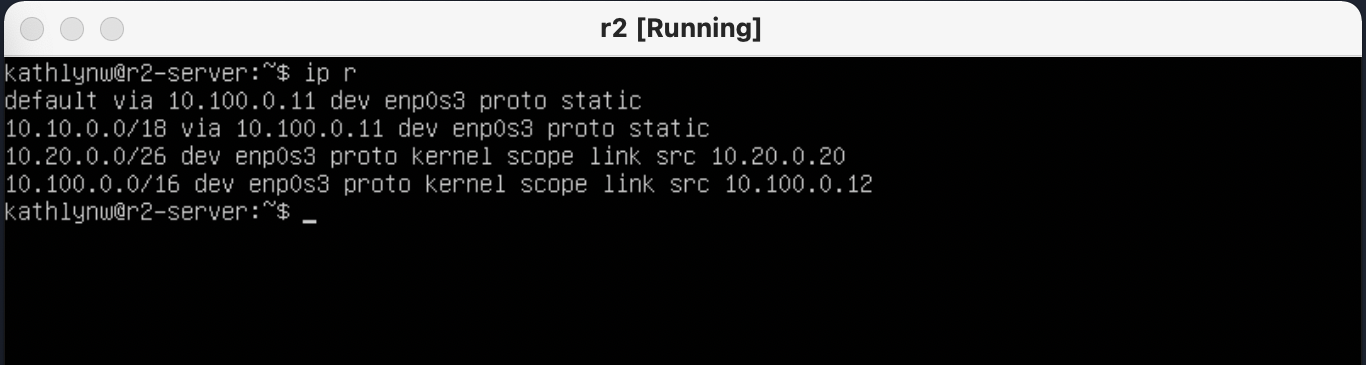 r2 [Running]
kathlynw@r2-server:~$ ip r
default via 10.100.0.11 dev enp0s3 proto static
10.10.0.0/18 via 10.100.0.11 dev enp0s3 proto static
10.20.0.0/26 dev enp0s3 proto kernel scope link src 10.20.0.20
10.100.0.0/16 dev enp0s3 proto kernel scope link src 10.100.0.12
kathlynw@r2-server:~$ _